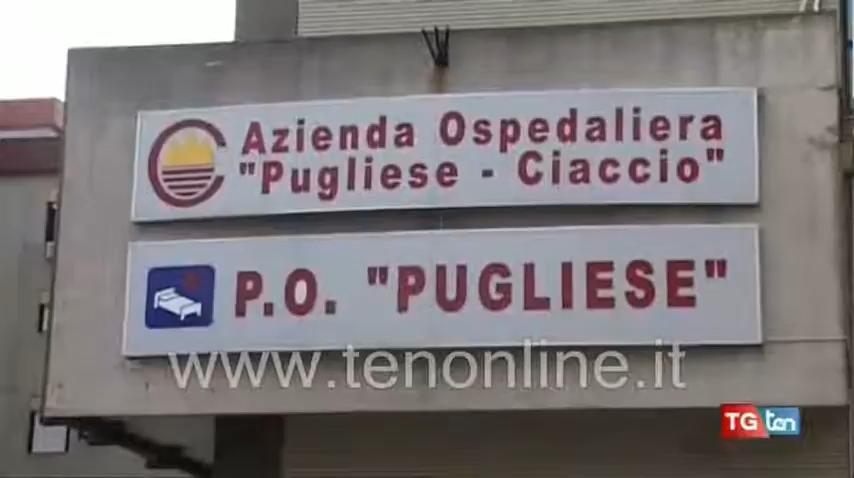 Azienda Ospedaliera
"Pugliese - Ciaccio"
P.O. "PUGLIESE"
www.tenonline.it
TG ten